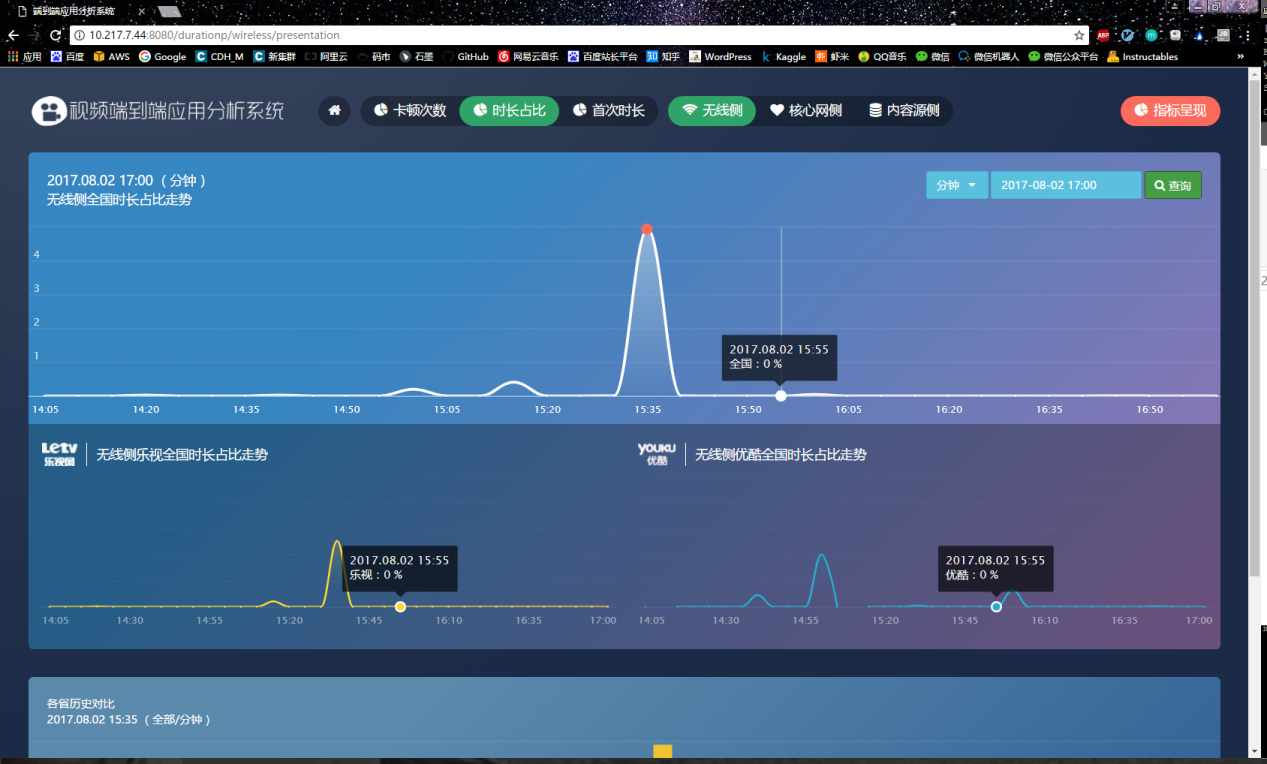 端到端应用分析系统
10.217.7.44:8080/durationp/wireless/presentation
ABP
JB
应用 百度 AWS Google CDH_M 新集群 阿里云 码市 石墨 GitHub 网易云音乐 百度站长平台 知乎 WordPress Kaggle 虾米 QQ音乐 微信 微信机器人 微信公众平台 Instructables »
视频端到端应用分析系统 卡顿次数 时长占比 首次时长 无线侧 核心网侧 内容源侧 指标呈现
2017.08.02 17:00（分钟）
无线侧全国时长占比走势
分钟 2017-08-02 17:00 查询
4
3
2
1
2017.08.02 15:55
全国：0 %
14:05 14:20 14:35 14:50 15:05 15:20 15:35 15:50 16:05 16:20 16:35 16:50
Letv
乐视网
无线侧乐视全国时长占比走势
2017.08.02 15:55
乐视：0 %
14:05 14:30 14:55 15:20 15:45 16:10 16:35 17:00
YOUKU
优酷
无线侧优酷全国时长占比走势
2017.08.02 15:55
优酷：0 %
14:05 14:30 14:55 15:20 15:45 16:10 16:35 17:00
各省历史对比
2017.08.02 15:35（全部/分钟）